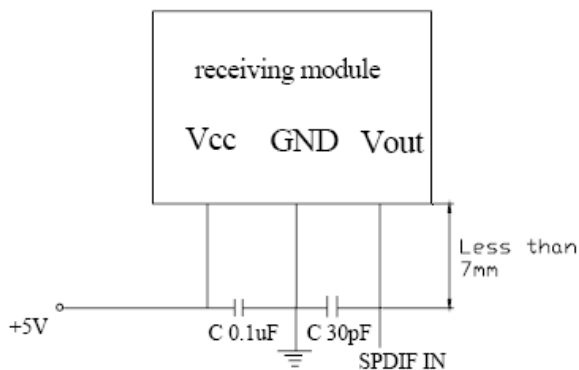 receiving module
Vcc GND Vout
Less than
7mm
+5V
C 0.1uF
C 30pF
SPDIF IN